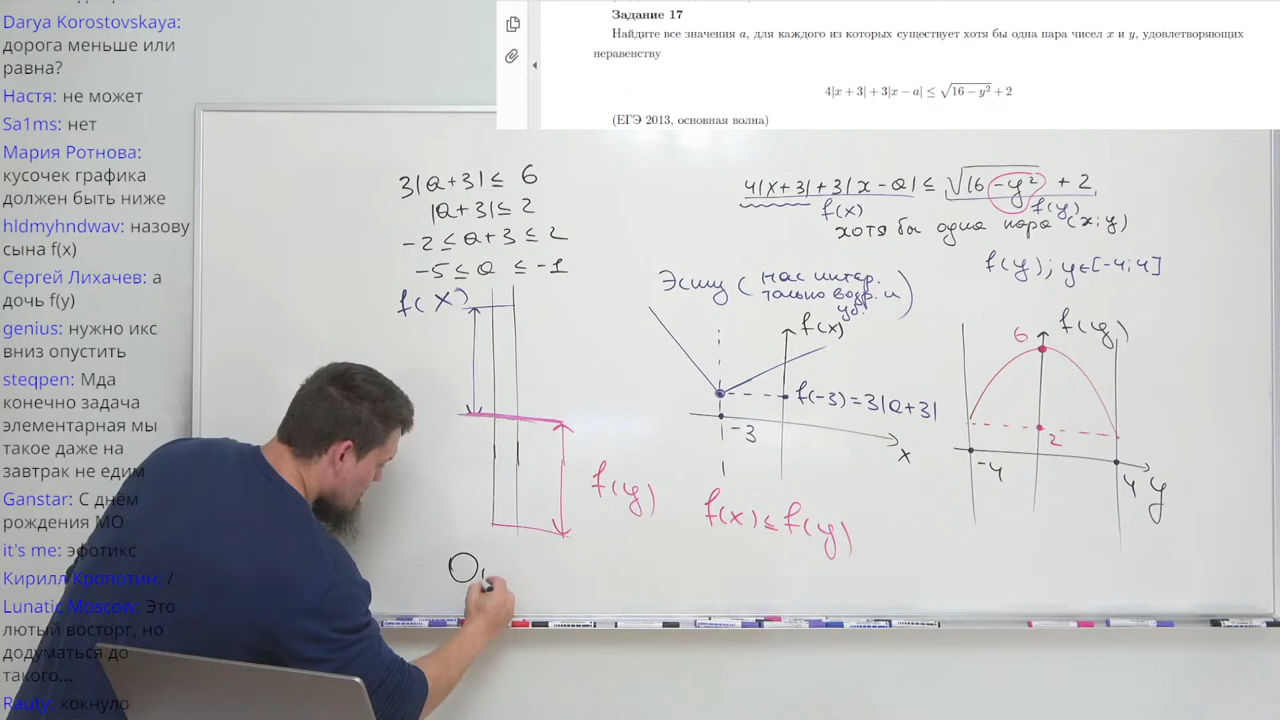 Darya Korostovskaya:
дорога меньше или
равна?
Настя: не может
Sa1ms: нет
Мария Ротнова:
кусочек графика
должен быть ниже
hldmyhndwav: назову
сына f(x)
Сергей Лихачев: а
дочь f(y)
genius: нужно икс
вниз опустить
steqpen: Мда
конечно задача
элементарная мы
такое даже на
завтрак не едим
Ganstar: С днём
рождения МО
it's me: эфотикс
Кирилл Кропотин: /
Lunatic Moscow: Это
лютый восторг, но
додуматься до
такого...
Rauty: кокнуло
Задание 17
Найдите все значения a, для каждого из которых существует хотя бы одна пара чисел x и y, удовлетворяющих
неравенству
4|x + 3| + 3|x − a| ≤ √16 − y² + 2
(ЕГЭ 2013, основная волна)
3|a+3| ≤ 6
|a+3| ≤ 2
-2 ≤ a+3 ≤ 2
-5 ≤ a ≤ -1
f(x)
f(y)
4|x+3|+3|x-a| ≤ √16-y² + 2
f(x) f(y)
хотя бы одна пара (x;y)
f(y); y∈[-4;4]
Эскиз (нас интер.
только возр. и
уб.)
f(x)
f(-3)=3|a+3|
-3
x
f(x) ≤ f(y)
6
f(y)
2
-4
4
y